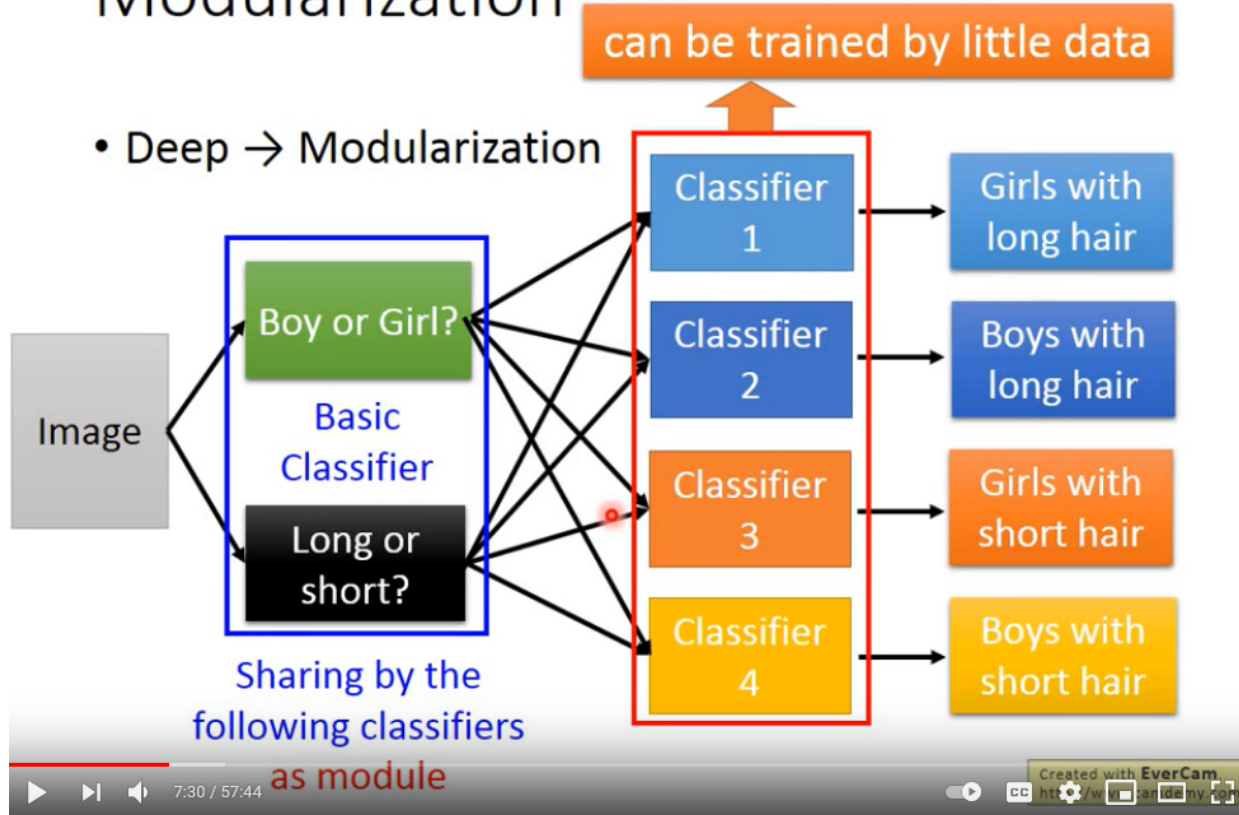 Modularization
can be trained by little data
• Deep → Modularization
Image
Boy or Girl?
Basic
Classifier
Long or
short?
Sharing by the
following classifiers
as module
Classifier
1
Girls with
long hair
Classifier
2
Boys with
long hair
Classifier
3
Girls with
short hair
Classifier
4
Boys with
short hair
7:30 / 57:44
CC
Created with EverCam.